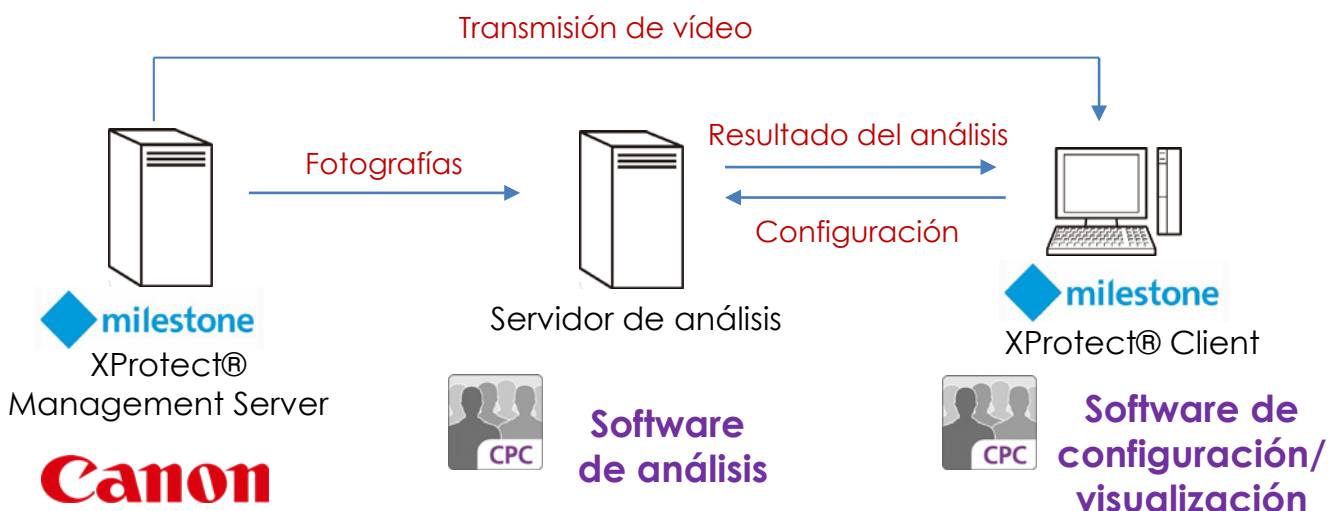 Transmisión de vídeo
Fotografías
Resultado del análisis
Configuración
milestone
XProtect®
Management Server
Canon
Servidor de análisis
CPC
Software
de análisis
milestone
XProtect® Client
CPC
Software de
configuración/
visualización